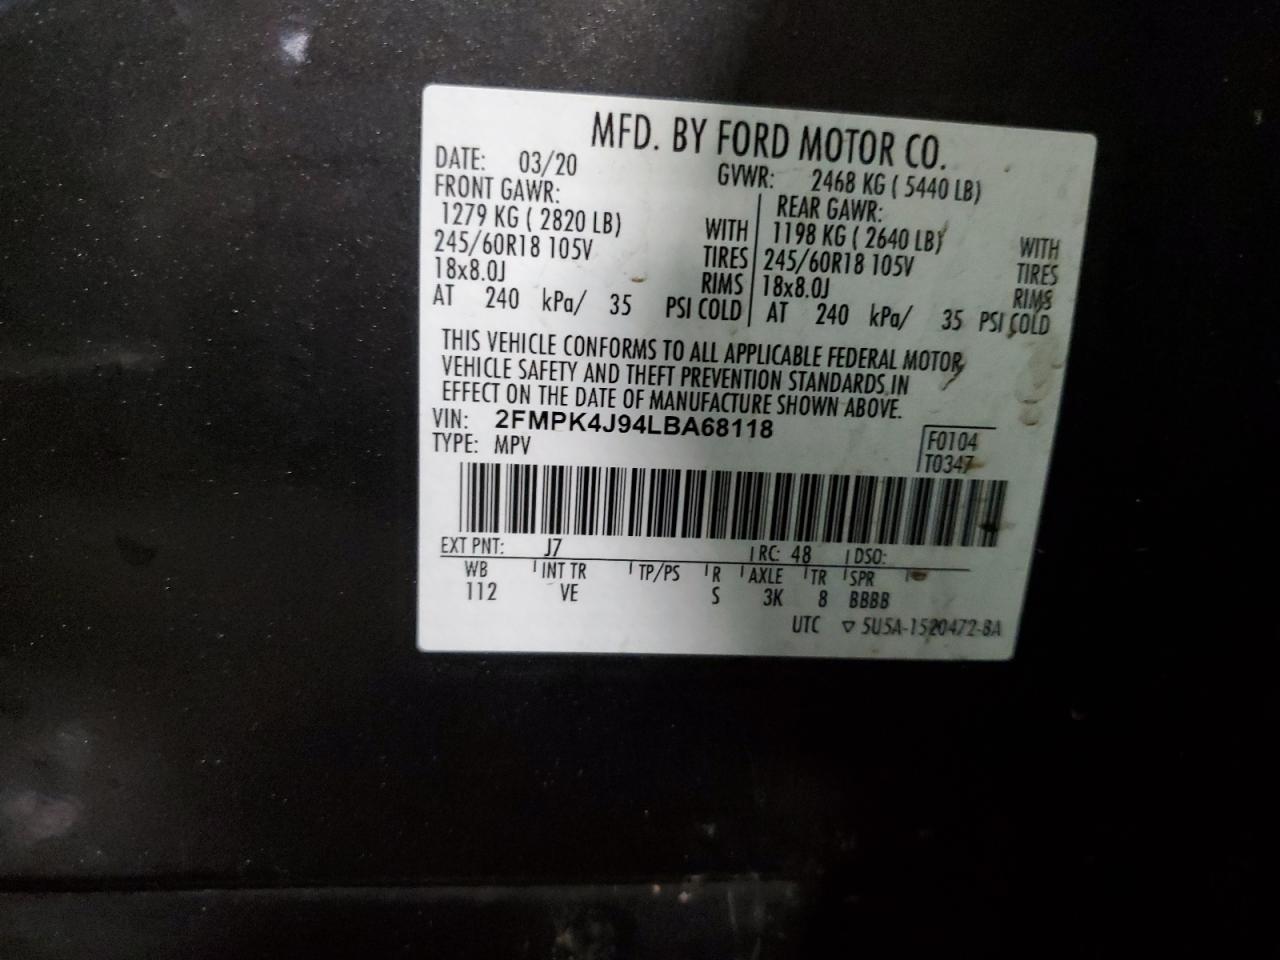 MFD. BY FORD MOTOR CO.
DATE: 03/20 GVWR: 2468 KG ( 5440 LB)
FRONT GAWR: REAR GAWR:
1279 KG ( 2820 LB) WITH 1198 KG ( 2640 LB) WITH
245/60R18 105V TIRES 245/60R18 105V TIRES
18x8.0J RIMS 18x8.0J RIMS
AT 240 kPa/ 35 PSI COLD AT 240 kPa/ 35 PSI COLD
THIS VEHICLE CONFORMS TO ALL APPLICABLE FEDERAL MOTOR
VEHICLE SAFETY AND THEFT PREVENTION STANDARDS IN
EFFECT ON THE DATE OF MANUFACTURE SHOWN ABOVE.
VIN: 2FMPK4J94LBA68118 F0104
TYPE: MPV T0347
EXT PNT: J7 RC: 48 DSO:
WB INT TR TP/PS R AXLE TR SPR
112 VE S 3K 8 BBBB
UTC ▽ 5U5A-1520472-BA